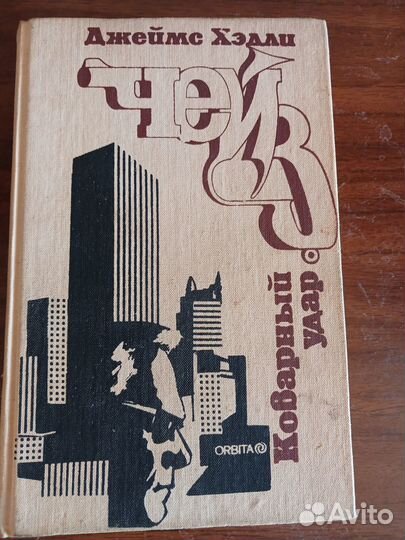 Джеймс Хэдли
Чейз
Коварный
удар
ORBITA
Avito